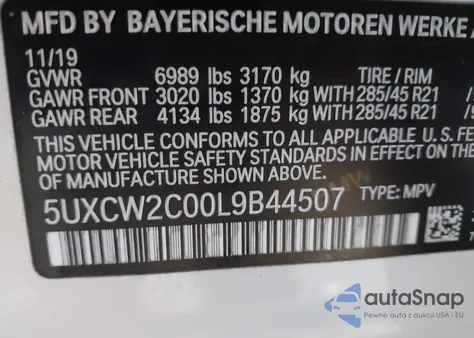 MFD BY BAYERISCHE MOTOREN WERKE A
11/19
GVWR 6989 lbs 3170 kg TIRE / RIM
GAWR FRONT 3020 lbs 1370 kg WITH 285/45 R21
GAWR REAR 4134 lbs 1875 kg WITH 285/45 R21
THIS VEHICLE CONFORMS TO ALL APPLICABLE U.S. FE
MOTOR VEHICLE SAFETY STANDARDS IN EFFECT ON THE
OF MANUFACTURE SHOWN ABOVE.
5UXCW2C00L9B44507 TYPE: MPV
autoSnap
Pewne auta z aukcji USA i EU